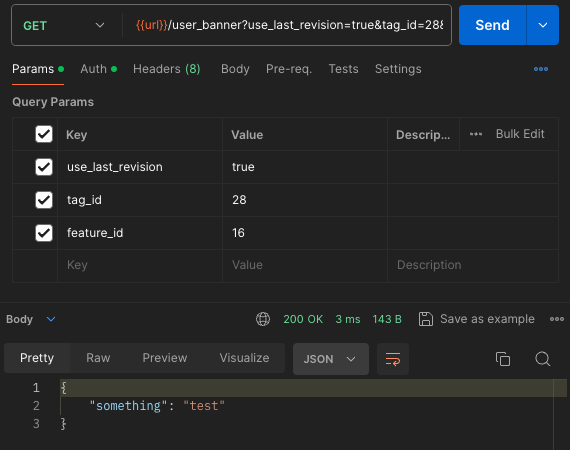 GET {{url}}/user_banner?use_last_revision=true&tag_id=28& Send
Params Auth Headers (8) Body Pre-req. Tests Settings
Query Params
Key Value Descrip... Bulk Edit
use_last_revision true
tag_id 28
feature_id 16
Key Value Description
Body 200 OK 3 ms 143 B Save as example
Pretty Raw Preview Visualize JSON
1 {
2 "something": "test"
3 }